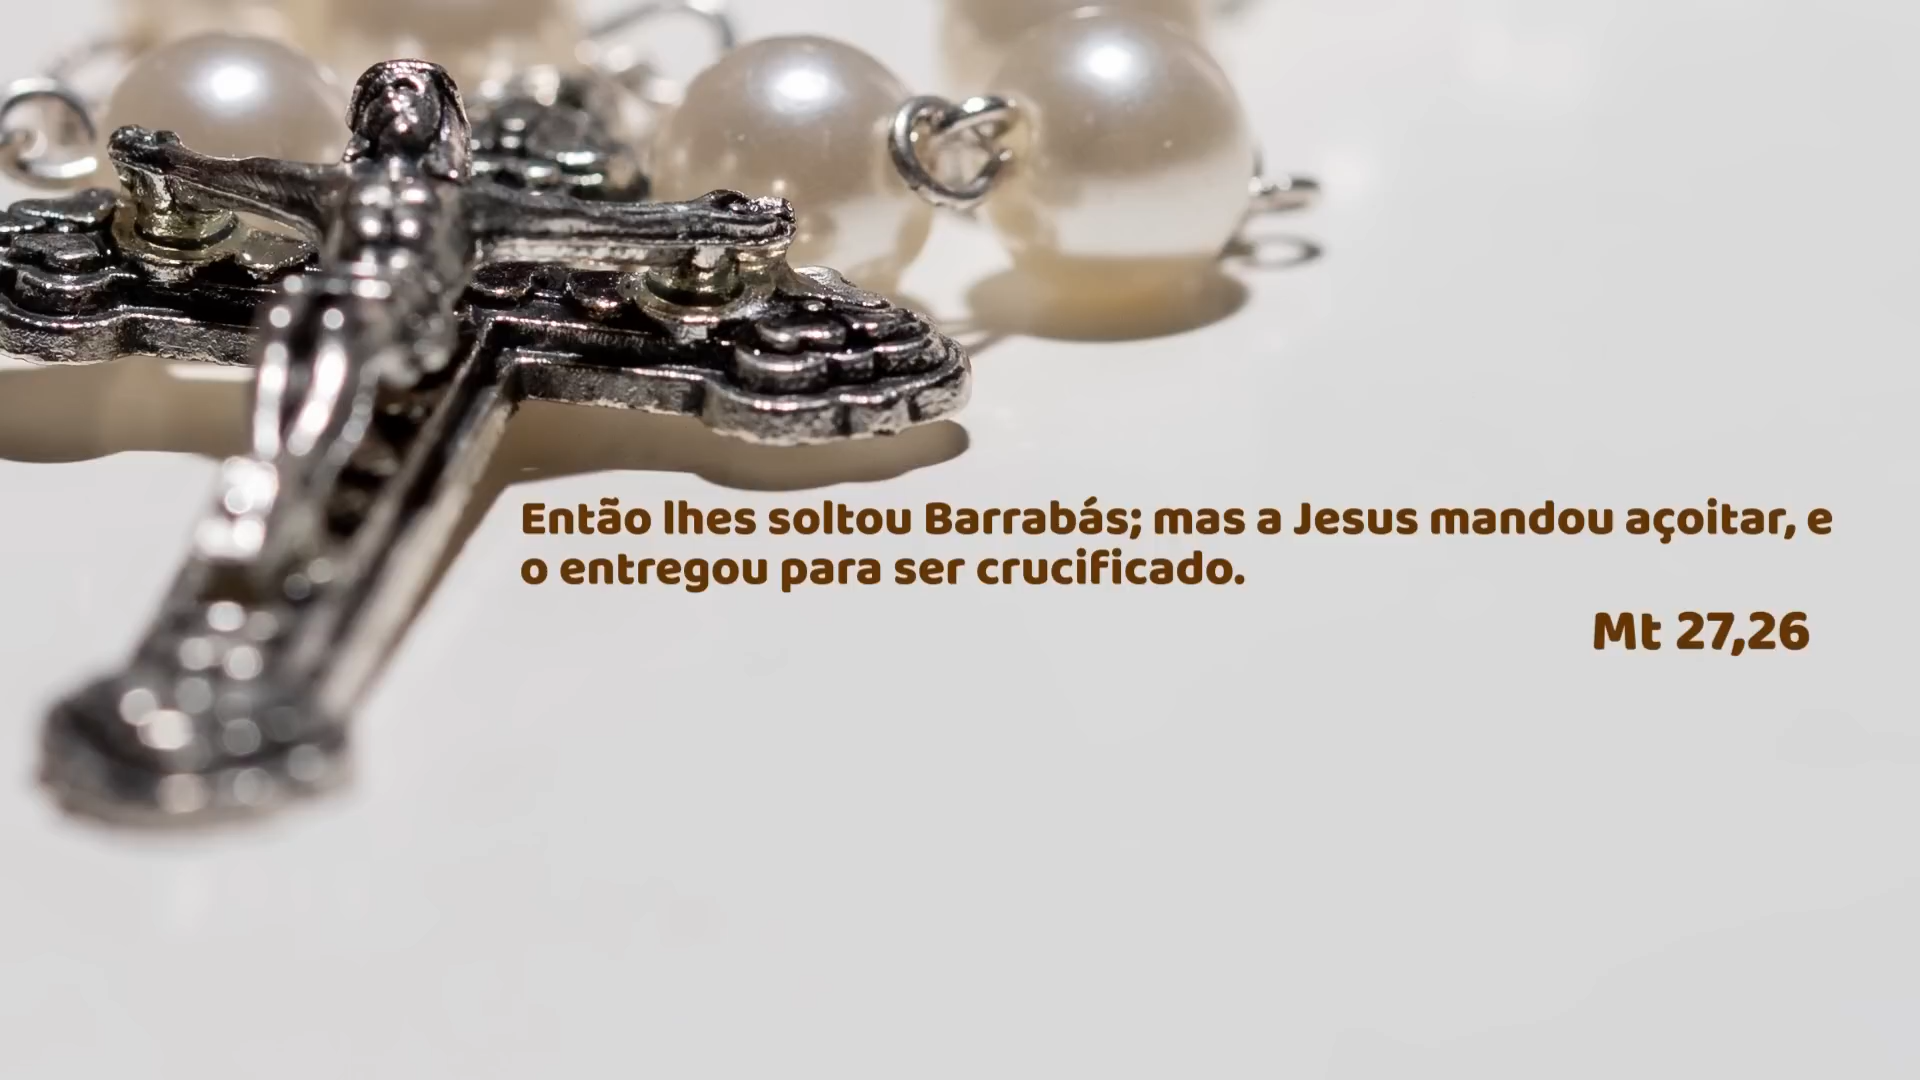 Então lhes soltou Barrabás; mas a Jesus mandou açoitar, e
o entregou para ser crucificado.
Mt 27,26